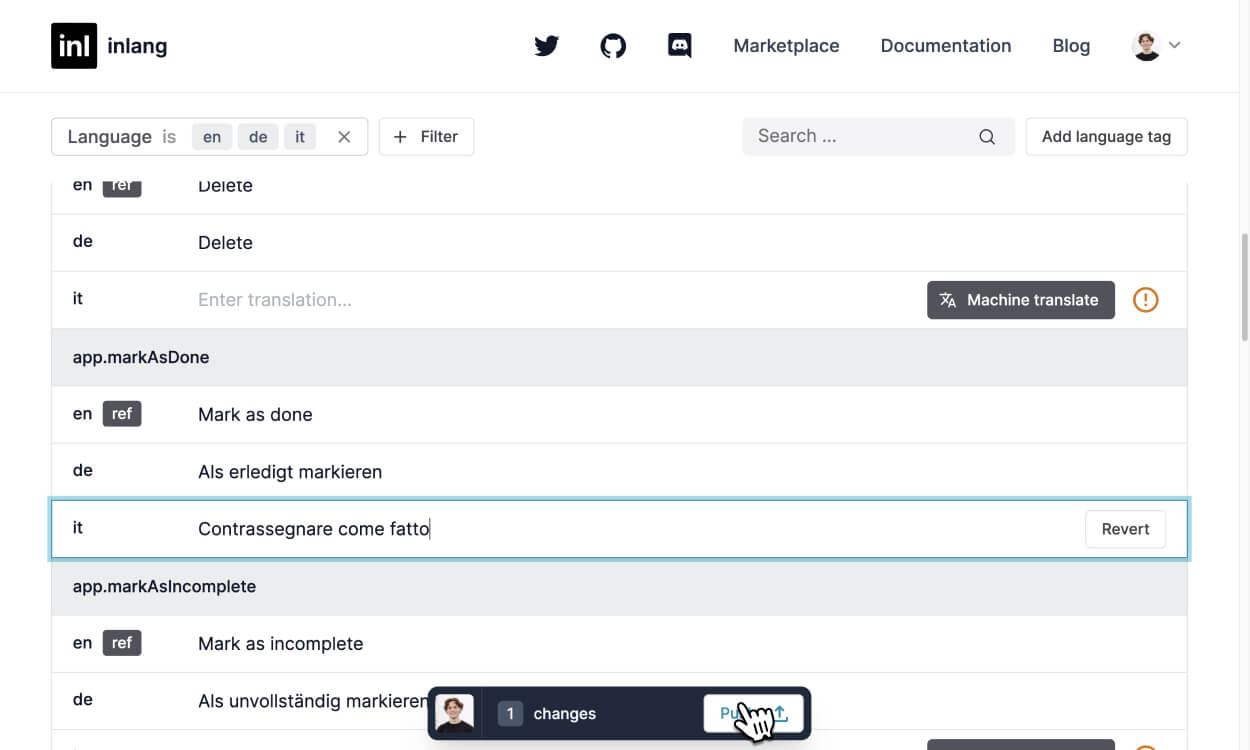 inl inlang Marketplace Documentation Blog
Language is en de it × + Filter Search ... Add language tag
en ref Delete
de Delete
it Enter translation... Machine translate
app.markAsDone
en ref Mark as done
de Als erledigt markieren
it Contrassegnare come fatto Revert
app.markAsIncomplete
en ref Mark as incomplete
de Als unvollständig markieren
1 changes